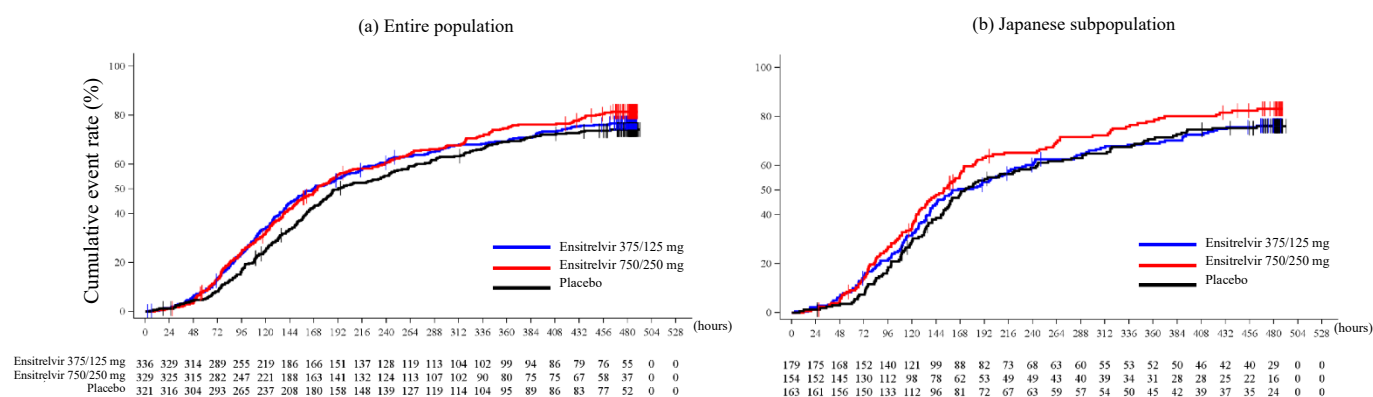 (a) Entire population
Cumulative event rate (%)
100
80
60
50
40
20
0
Ensitrelvir 375/125 mg
Ensitrelvir 750/250 mg
Placebo
0 24 48 72 96 120 144 168 192 216 240 264 288 312 336 360 384 408 432 456 480 504 528 (hours)
Ensitrelvir 375/125 mg 336 329 314 289 255 219 186 166 151 137 128 119 113 104 102 99 94 86 79 76 55 0 0
Ensitrelvir 750/250 mg 329 325 315 282 247 221 188 163 141 132 124 113 107 102 90 80 75 75 67 58 37 0 0
Placebo 321 316 304 293 265 237 208 180 158 148 139 127 119 114 104 95 89 86 83 77 52 0 0
(b) Japanese subpopulation
100
80
60
50
40
20
0
Ensitrelvir 375/125 mg
Ensitrelvir 750/250 mg
Placebo
0 24 48 72 96 120 144 168 192 216 240 264 288 312 336 360 384 408 432 456 480 504 528 (hours)
179 175 168 152 140 121 99 88 82 73 68 63 60 55 53 52 50 46 42 40 29 0 0
154 152 145 130 112 98 78 62 53 49 49 43 40 39 34 31 28 28 25 22 16 0 0
163 161 156 150 133 112 96 81 72 67 63 59 57 54 50 45 42 39 37 35 24 0 0